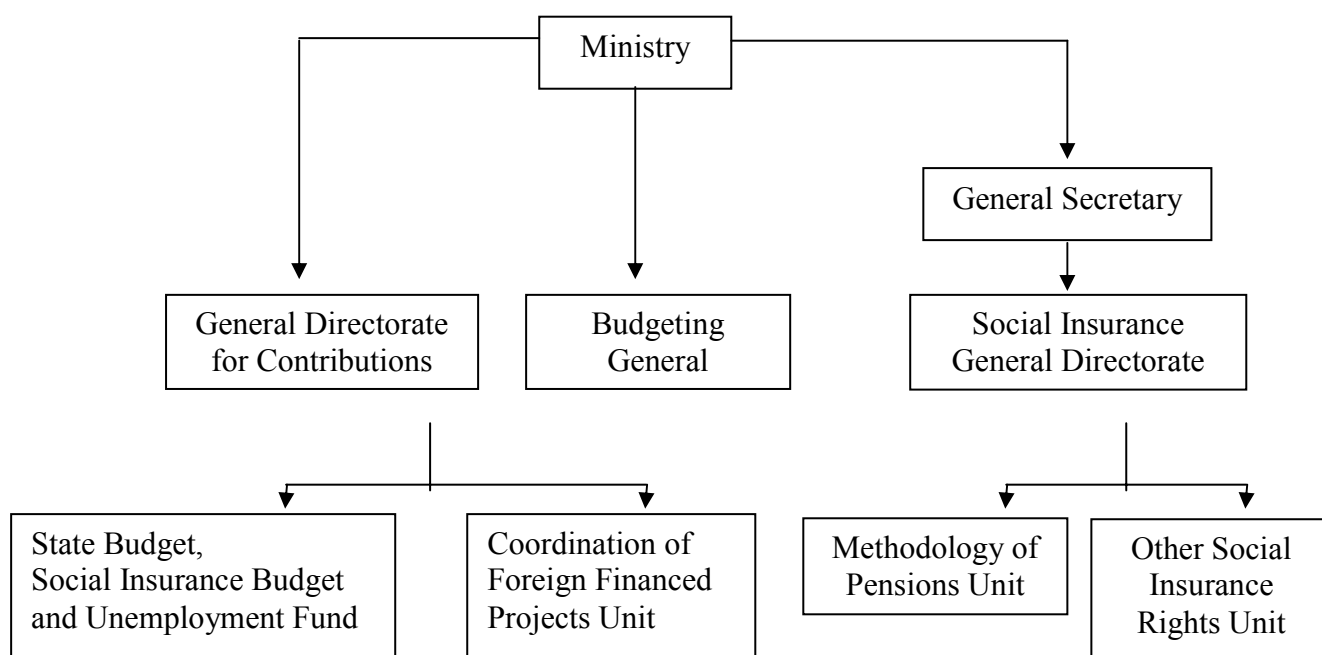 Ministry
General Secretary
General Directorate
for Contributions
Budgeting
General
Social Insurance
General Directorate
State Budget,
Social Insurance Budget
and Unemployment Fund
Coordination of
Foreign Financed
Projects Unit
Methodology of
Pensions Unit
Other Social
Insurance
Rights Unit